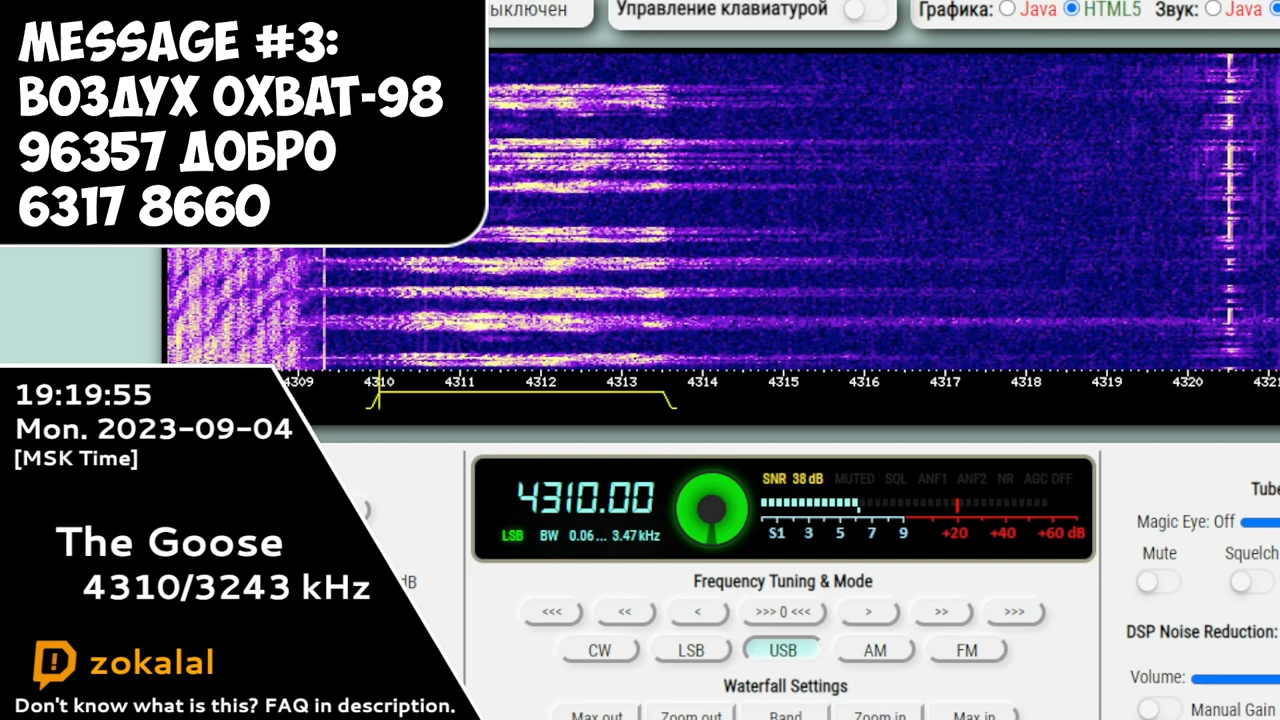 MESSAGE #3:
ВОЗДУХ ОХВАТ-98
96357 ДОБРО
6317 8660
ыключен
Управление клавиатурой
Графика: Java HTML5 Звук: Java
4309 4310 4311 4312 4313 4314 4315 4316 4317 4318 4319 4320 4321
19:19:55
Mon. 2023-09-04
[MSK Time]
The Goose
4310/3243 kHz
zokalal
Don't know what is this? FAQ in description.
dB
4310.00
LSB BW 0.06 ... 3.47 kHz
SNR 38 dB MUTED SQL ANF1 ANF2 NR AGC OFF
S1 3 5 7 9 +20 +40 +60 dB
Frequency Tuning & Mode
<<< << < >>> 0 <<< > >> >>>
CW LSB USB AM FM
Waterfall Settings
Max out Zoom out Band Zoom in Max in
Tube
Magic Eye: Off
Mute Squelch
DSP Noise Reduction:
Volume:
Manual Gain